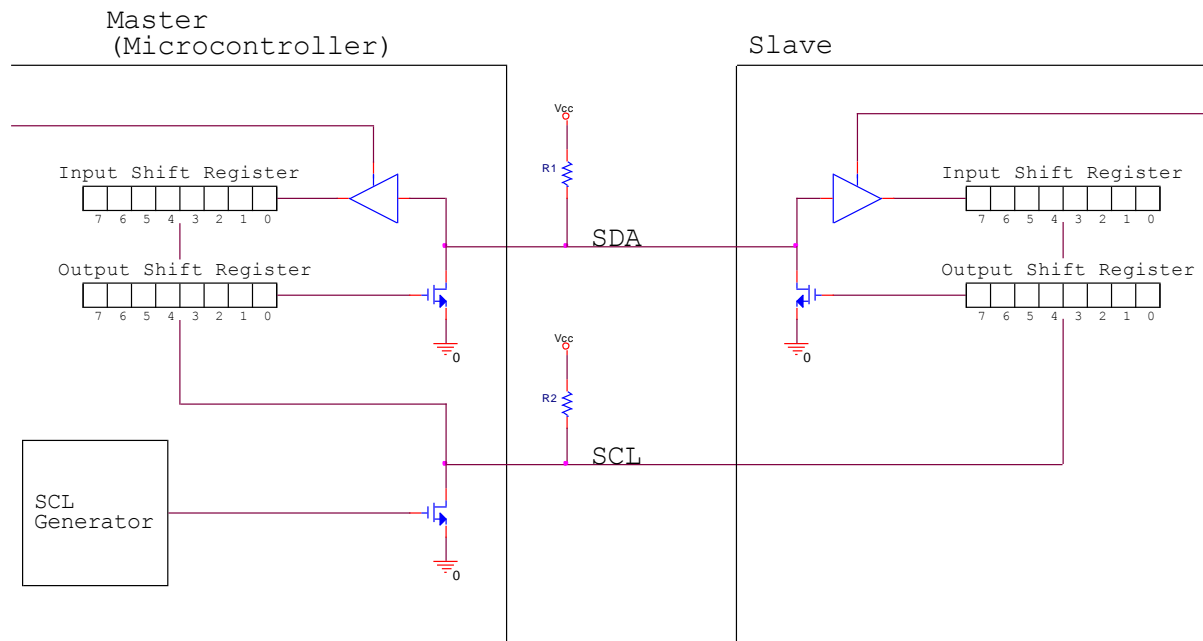 Master
(Microcontroller)
Slave
Vcc
R1
Input Shift Register
7 6 5 4 3 2 1 0
Input Shift Register
7 6 5 4 3 2 1 0
SDA
Output Shift Register
7 6 5 4 3 2 1 0
Output Shift Register
7 6 5 4 3 2 1 0
0
0
Vcc
R2
SCL
SCL
Generator
0